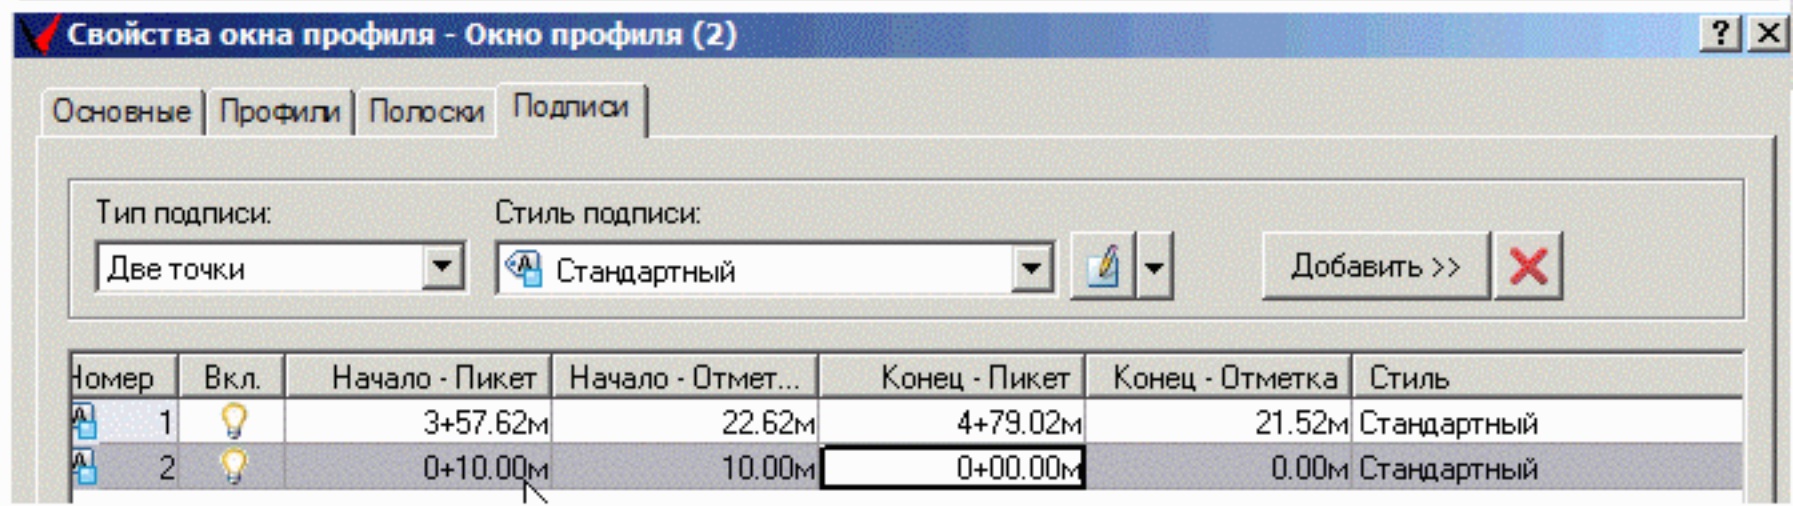 Свойства окна профиля - Окно профиля (2)
Основные Профили Полоски Подписи
Тип подписи: Стиль подписи:
Две точки Стандартный Добавить >>
Номер Вкл. Начало - Пикет Начало - Отмет... Конец - Пикет Конец - Отметка Стиль
1 3+57.62м 22.62м 4+79.02м 21.52м Стандартный
2 0+10.00м 10.00м 0+00.00м 0.00м Стандартный